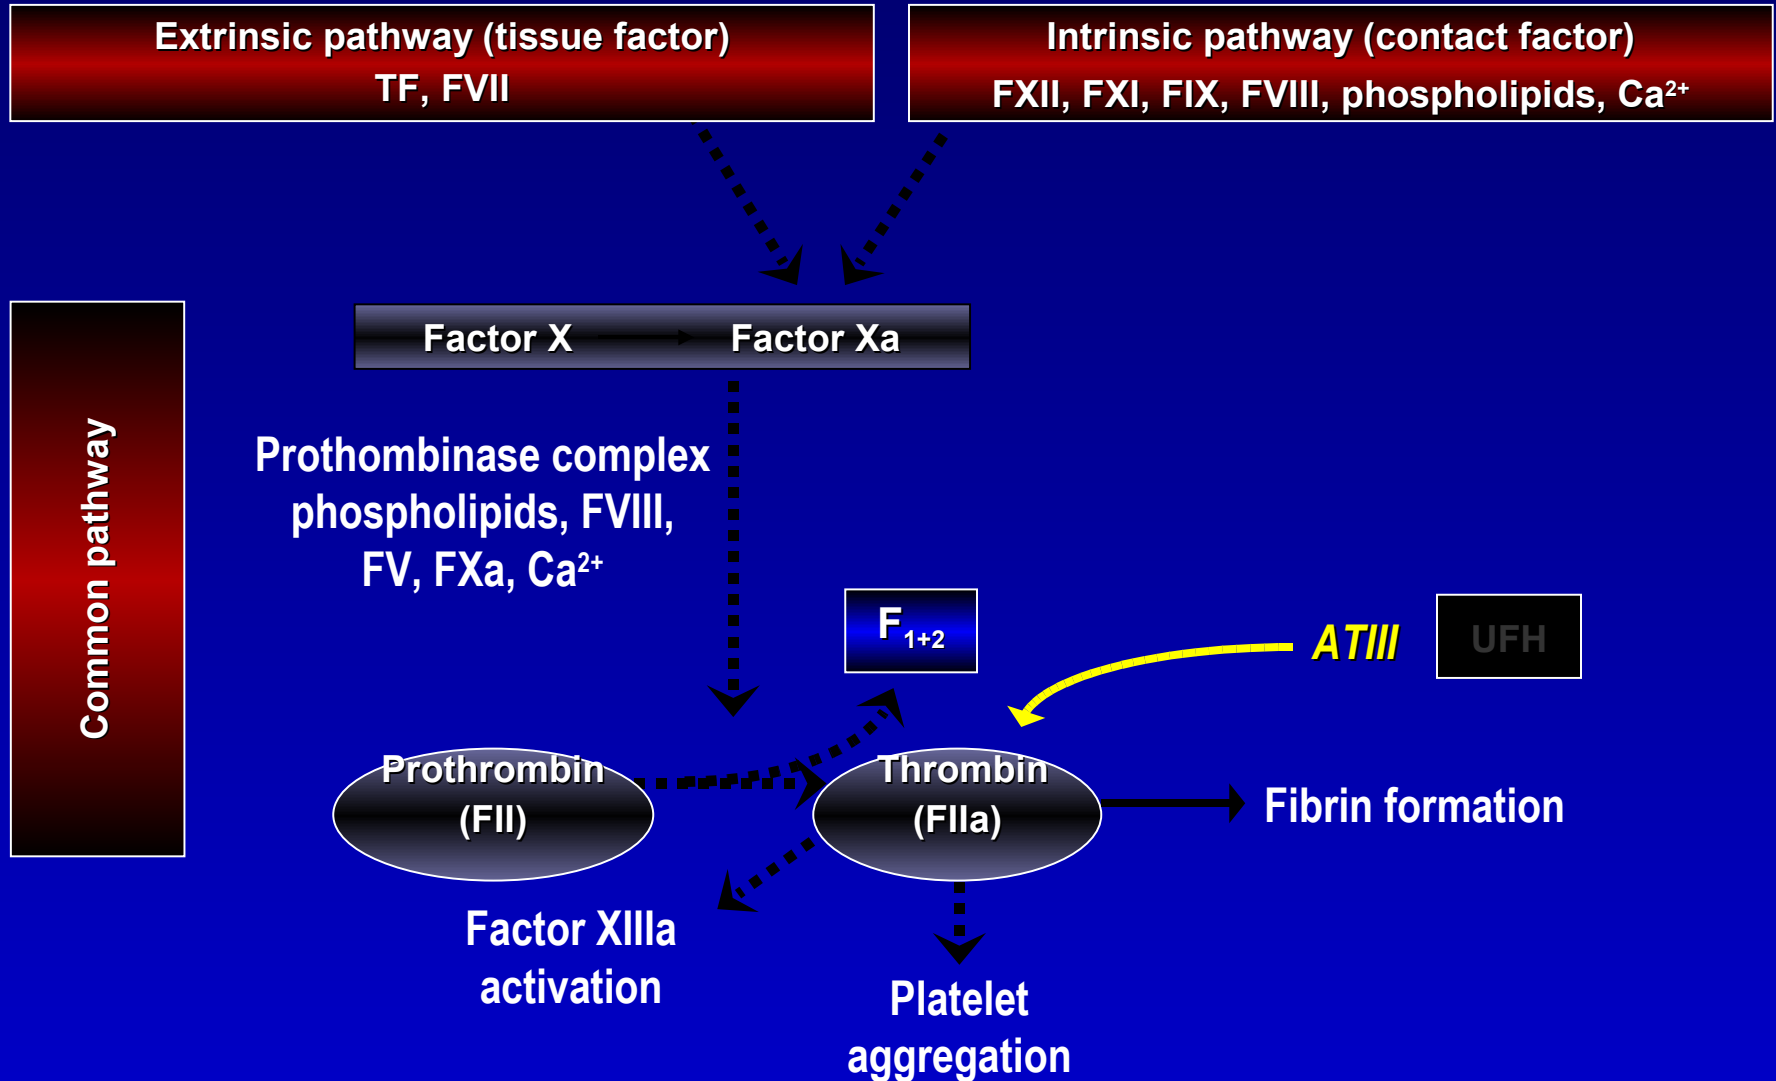 Extrinsic pathway (tissue factor)
TF, FVII
Intrinsic pathway (contact factor)
FXII, FXI, FIX, FVIII, phospholipids, Ca²⁺
Common pathway
Factor X
Factor Xa
Prothombinase complex
phospholipids, FVIII,
FV, FXa, Ca²⁺
F₁₊₂
ATIII
UFH
Prothrombin
(FII)
Thrombin
(FIIa)
Fibrin formation
Factor XIIIa
activation
Platelet
aggregation